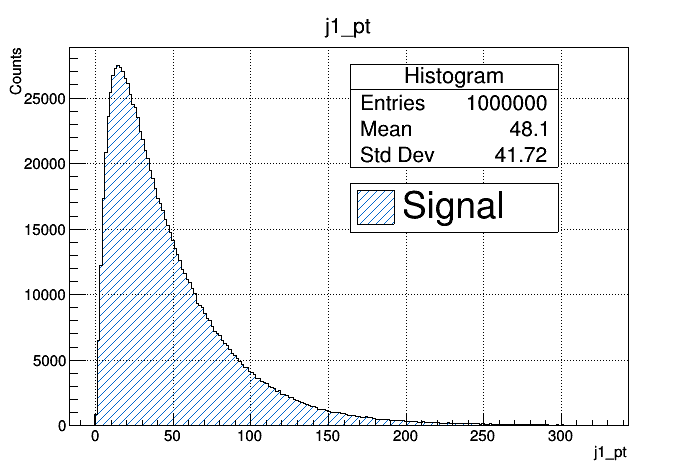 j1_pt
Counts
Histogram
Entries 1000000
Mean 48.1
Std Dev 41.72
Signal
25000
20000
15000
10000
5000
0
0 50 100 150 200 250 300
j1_pt